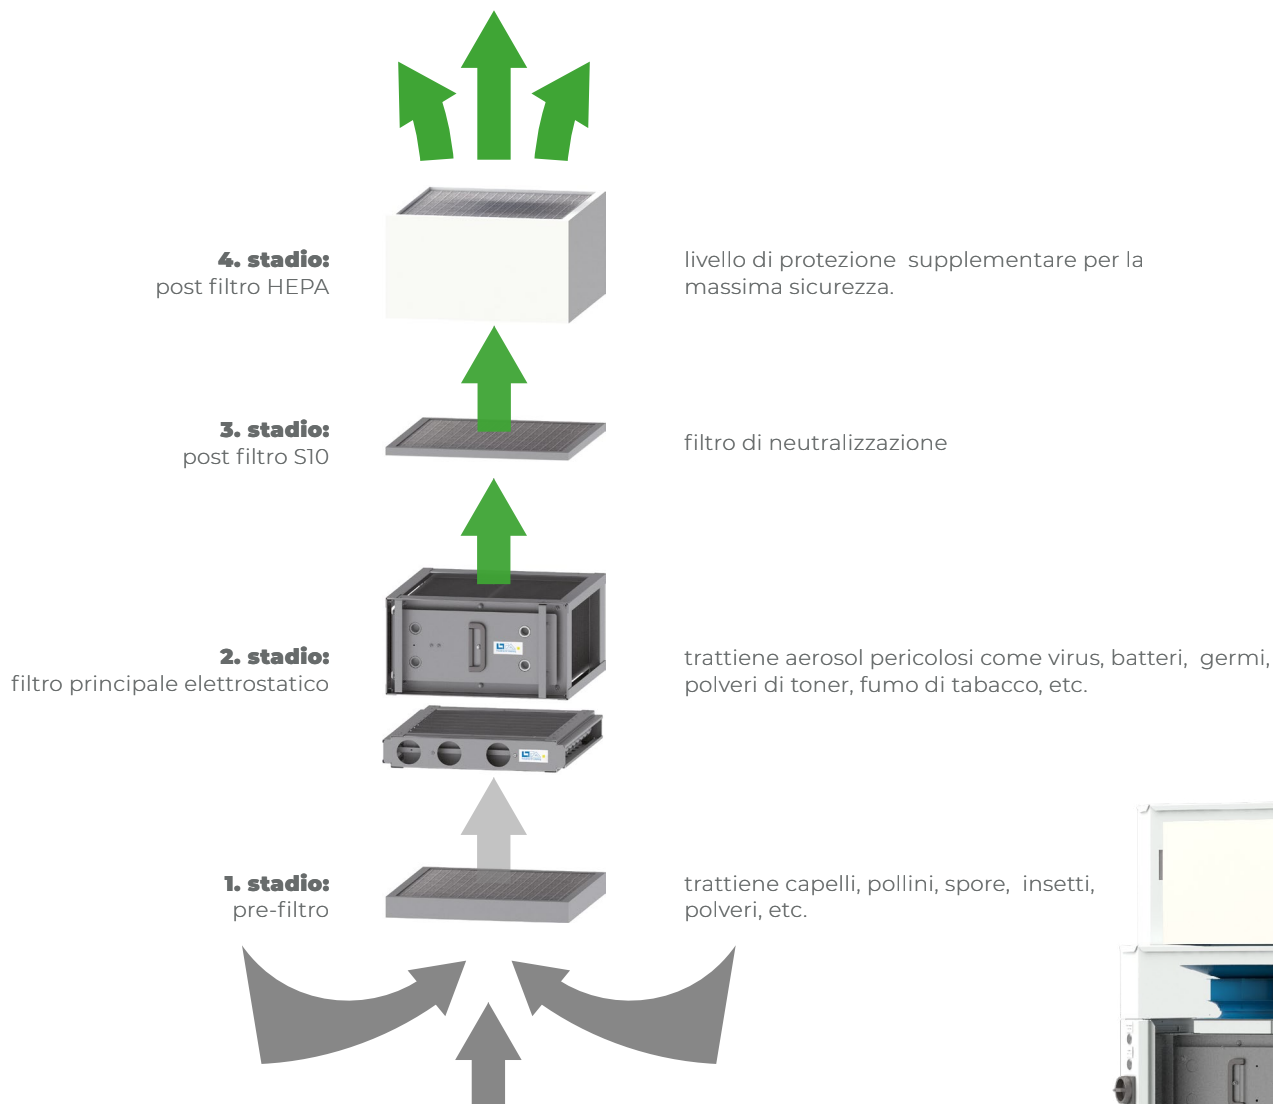 4. stadio:
post filtro HEPA
livello di protezione supplementare per la
massima sicurezza.
3. stadio:
post filtro S10
filtro di neutralizzazione
2. stadio:
filtro principale elettrostatico
trattiene aerosol pericolosi come virus, batteri, germi,
polveri di toner, fumo di tabacco, etc.
1. stadio:
pre-filtro
trattiene capelli, pollini, spore, insetti,
polveri, etc.